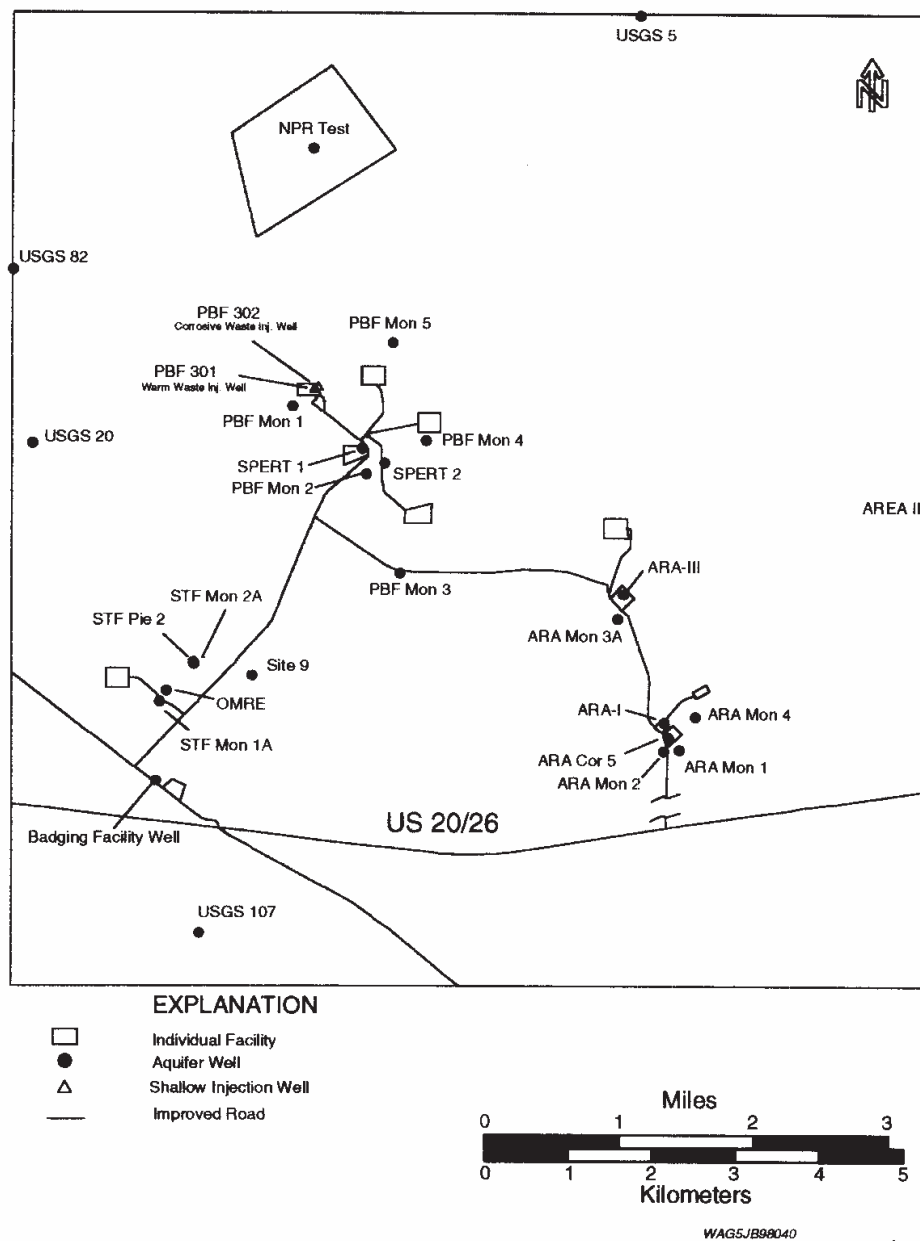 USGS 5
N
NPR Test
USGS 82
PBF 302
Corrosive Waste Inj. Well
PBF Mon 5
PBF 301
Warm Waste Inj. Well
PBF Mon 1
USGS 20
PBF Mon 4
SPERT 1
SPERT 2
PBF Mon 2
AREA II
PBF Mon 3
ARA-III
STF Mon 2A
STF Pie 2
ARA Mon 3A
Site 9
OMRE
ARA-I
ARA Mon 4
STF Mon 1A
ARA Cor 5
ARA Mon 1
ARA Mon 2
US 20/26
Badging Facility Well
USGS 107
EXPLANATION
Individual Facility
Aquifer Well
Shallow Injection Well
Improved Road
Miles
0 1 2 3
0 1 2 3 4 5
Kilometers
WAG5JB98040